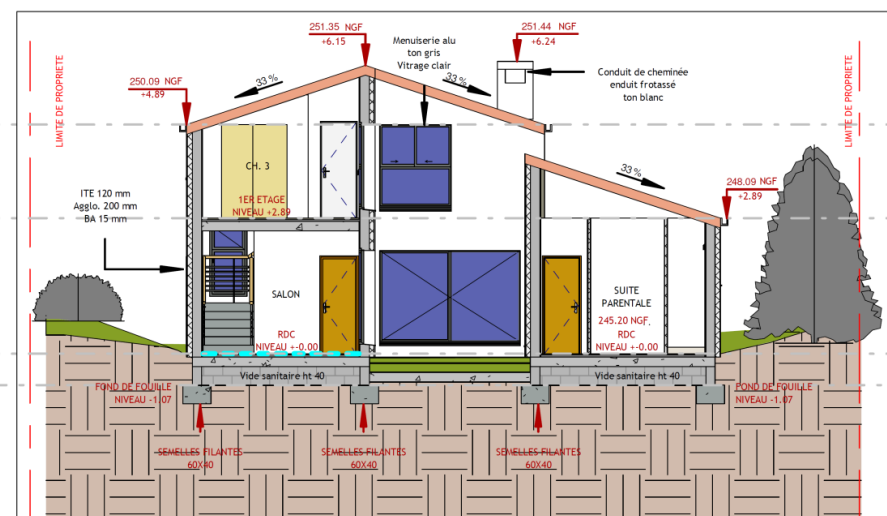 251.35 NGF
+6.15
251.44 NGF
+6.24
Menuiserie alu
ton gris
Vitrage clair
250.09 NGF
+4.89
33 %
33 %
Conduit de cheminée
enduit frotassé
ton blanc
LIMITE DE PROPRIETE
LIMITE DE PROPRIETE
CH. 3
33 %
248.09 NGF
+2.89
ITE 120 mm
Agglo. 200 mm
BA 15 mm
1ER ETAGE
NIVEAU +2.89
SALON
SUITE
PARENTALE
245.20 NGF.
RDC
NIVEAU +-0.00
RDC
NIVEAU +-0.00
Vide sanitaire ht 40
Vide sanitaire ht 40
FOND DE FOUILLE
NIVEAU -1.07
FOND DE FOUILLE
NIVEAU -1.07
SEMELLES FILANTES
60X40
SEMELLES FILANTES
60X40
SEMELLES FILANTES
60X40